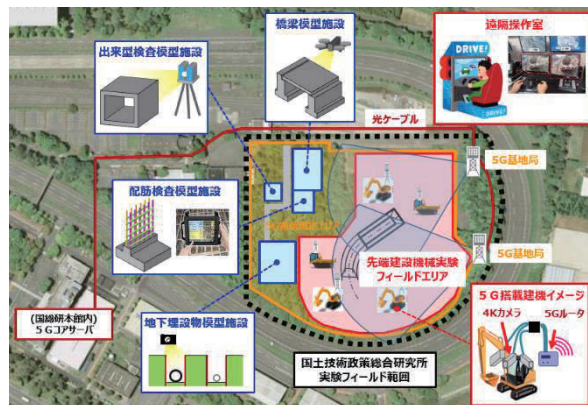 出来型検査模型施設
橋梁模型施設
遠隔操作室
DRIVE!
DRIVE!
光ケーブル
5G基地局
配筋検査模型施設
5G基地局
先端建設機械実験
フィールドエリア
(国総研本館内)
5Gコアサーバ
地下埋設物模型施設
国土技術政策総合研究所
実験フィールド範囲
5G搭載建機イメージ
4Kカメラ
5Gルータ